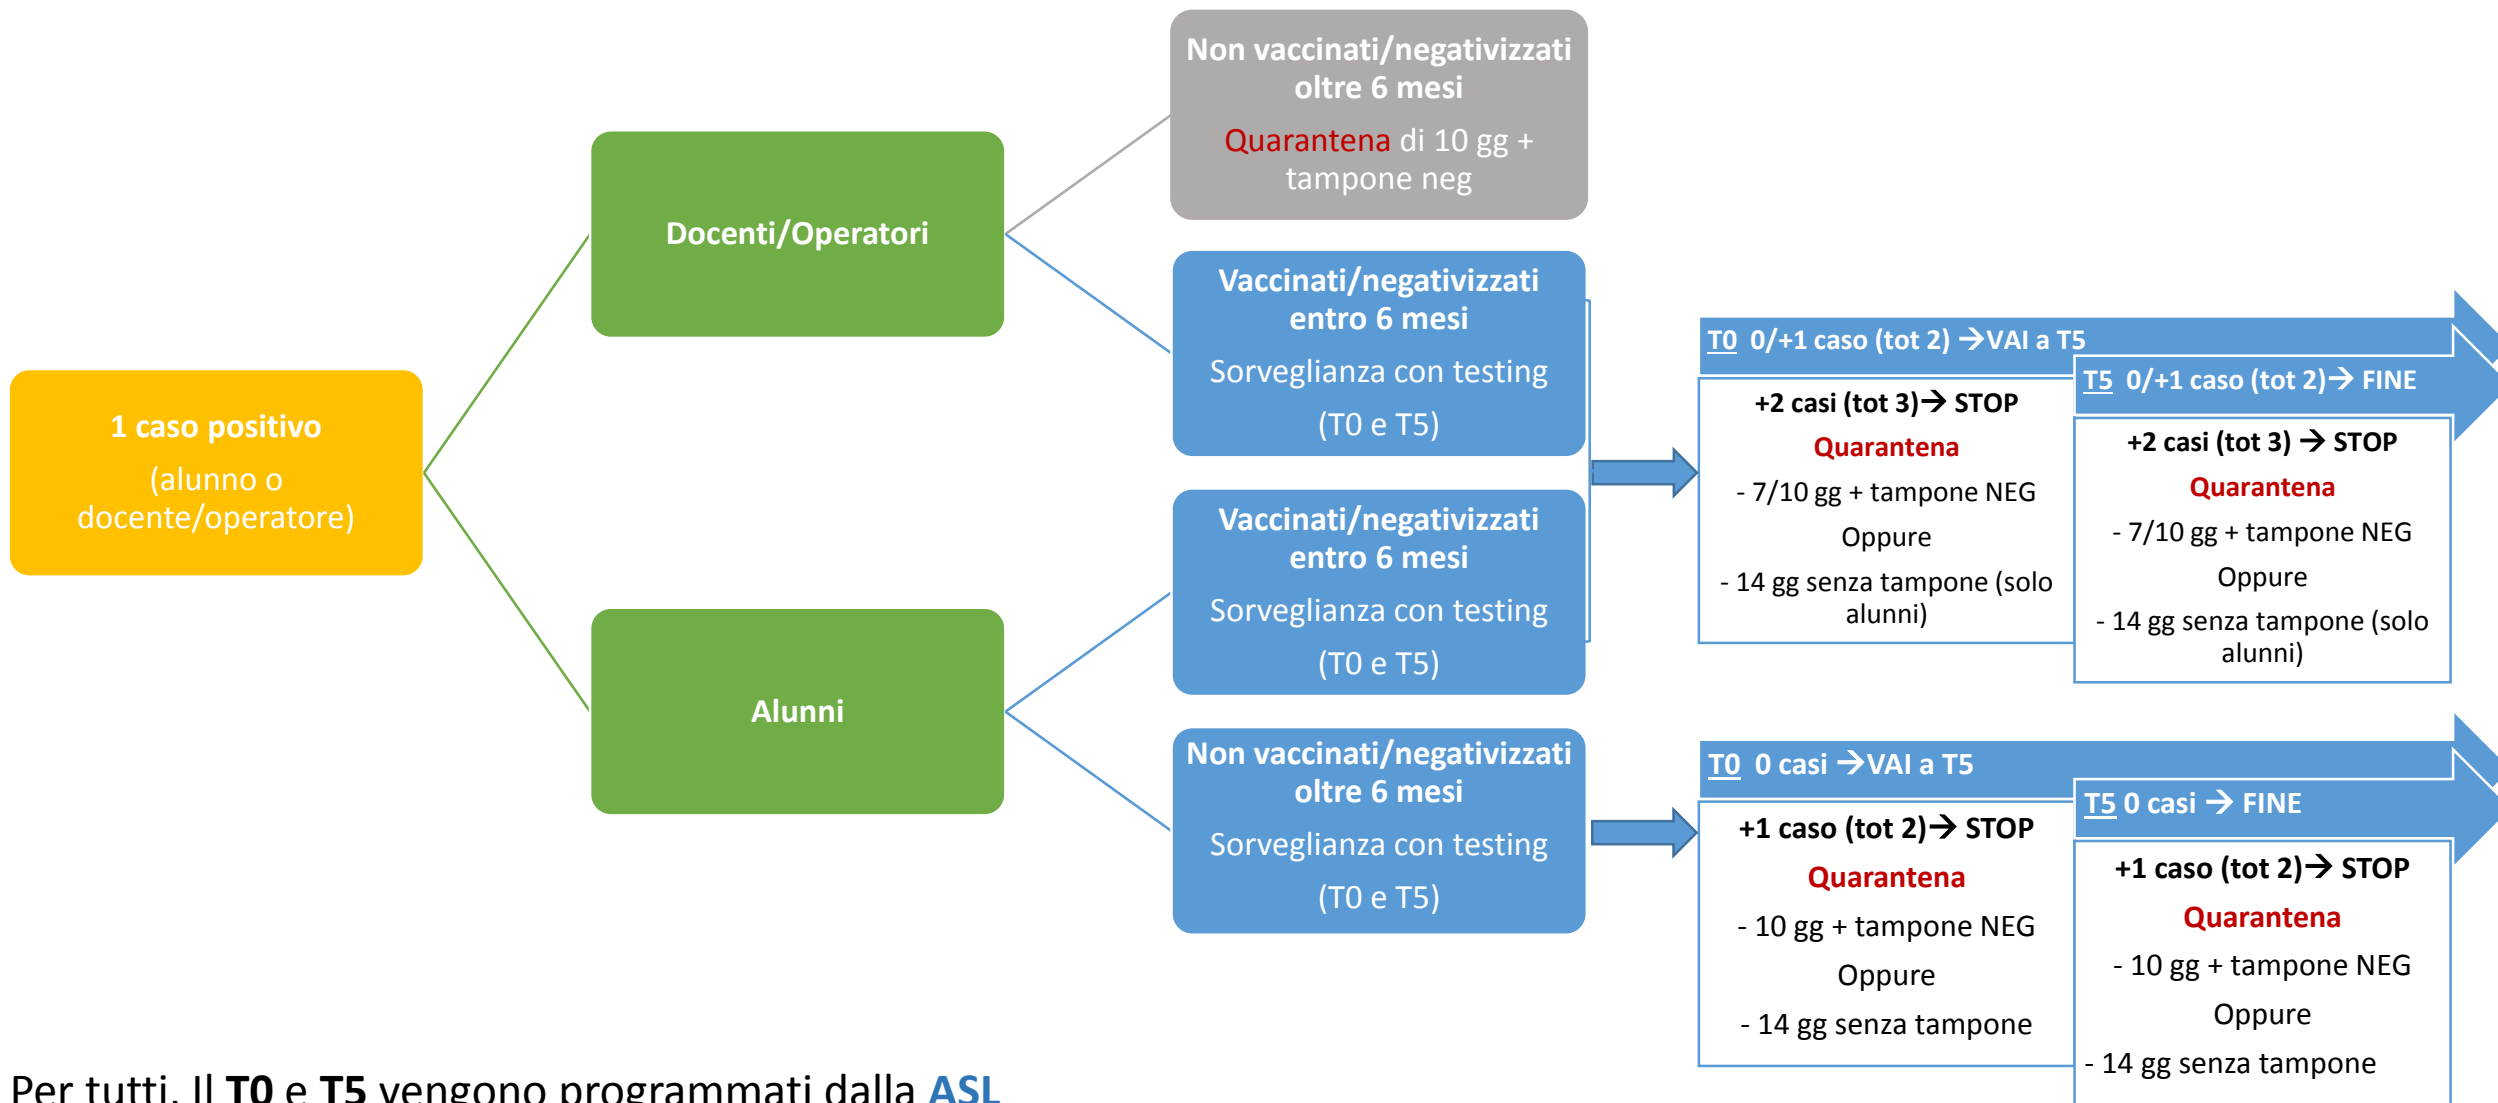 1 caso positivo
(alunno o
docente/operatore)
Docenti/Operatori
Alunni
Non vaccinati/negativizzati
oltre 6 mesi
Quarantena di 10 gg +
tampone neg
Vaccinati/negativizzati
entro 6 mesi
Sorveglianza con testing
(T0 e T5)
Vaccinati/negativizzati
entro 6 mesi
Sorveglianza con testing
(T0 e T5)
Non vaccinati/negativizzati
oltre 6 mesi
Sorveglianza con testing
(T0 e T5)
T0 0/+1 caso (tot 2) →VAI a T5
+2 casi (tot 3)→ STOP
Quarantena
- 7/10 gg + tampone NEG
Oppure
- 14 gg senza tampone (solo
alunni)
T5 0/+1 caso (tot 2)→ FINE
+2 casi (tot 3) → STOP
Quarantena
- 7/10 gg + tampone NEG
Oppure
- 14 gg senza tampone (solo
alunni)
T0 0 casi →VAI a T5
+1 caso (tot 2)→ STOP
Quarantena
- 10 gg + tampone NEG
Oppure
- 14 gg senza tampone
T5 0 casi → FINE
+1 caso (tot 2)→ STOP
Quarantena
- 10 gg + tampone NEG
Oppure
- 14 gg senza tampone
Per tutti. Il T0 e T5 vengono programmati dalla ASL